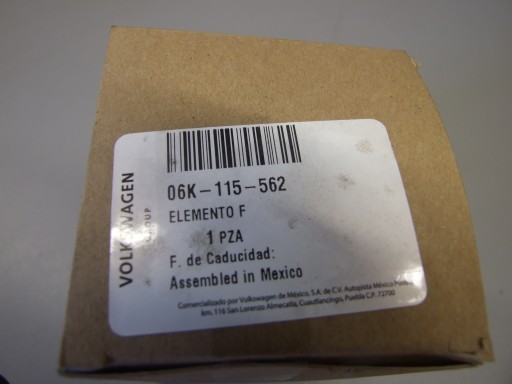 VOLKSWAGEN
GROUP
06K-115-562
ELEMENTO F
1 PZA
F. de Caducidad:
Assembled in Mexico
Comercializado por Volkswagen de México, S.A. de C.V. Autopista México
km. 116 San Lorenzo Almecatla, Cuautlancingo, Puebla C.P. 72700